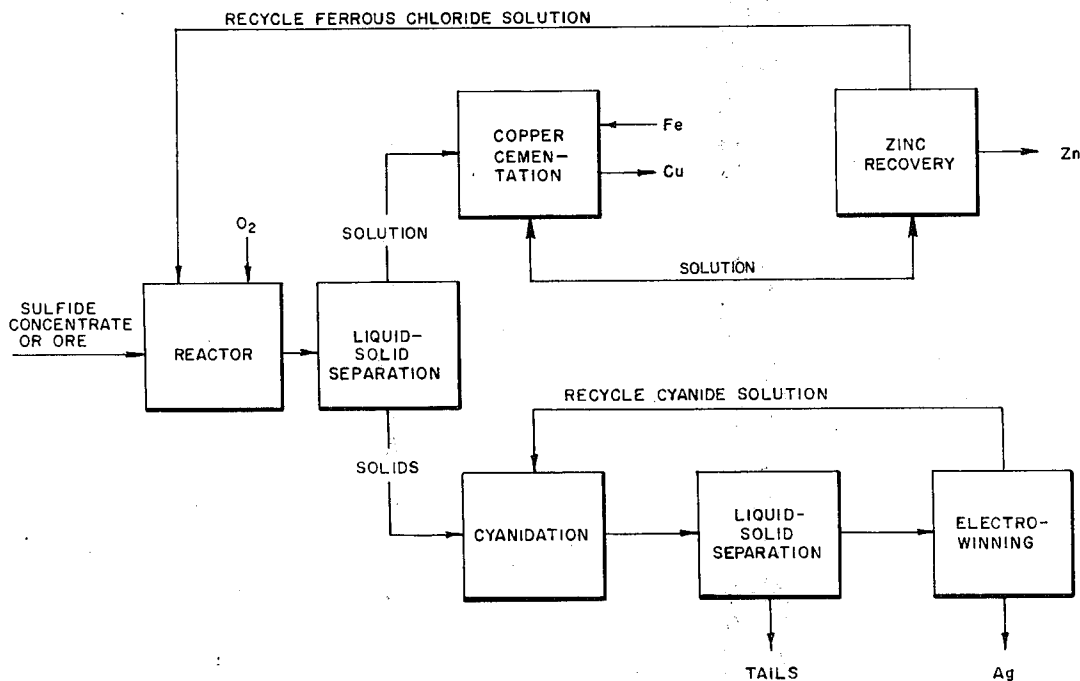 RECYCLE FERROUS CHLORIDE SOLUTION
COPPER
CEMEN-
TATION
Fe
Cu
ZINC
RECOVERY
Zn
O2
SOLUTION
SOLUTION
SULFIDE
CONCENTRATE
OR ORE
REACTOR
LIQUID-
SOLID
SEPARATION
RECYCLE CYANIDE SOLUTION
SOLIDS
CYANIDATION
LIQUID-
SOLID
SEPARATION
ELECTRO-
WINNING
TAILS
Ag